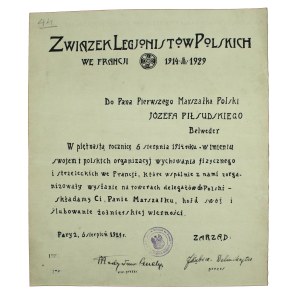 Związek Legjonistów Polskich
we Francji 1914 1929
Do Pana Pierwszego Marszałka Polski
Józefa Piłsudskiego
Belweder
W piętnastą rocznicę 6 sierpnia 1914 roku w imieniu
swojem i polskich organizacyj wychowania fizycznego
i strzeleckich we Francji, które wspólnie z nami zorga-
nizowały wysłanie na rowerach delegatów do Polski -
składamy Ci, Panie Marszałku, hołd swój i
ślubowanie żołnierskiej wierności.
Paryż, 6 sierpnia 1929 r.
Zarząd.